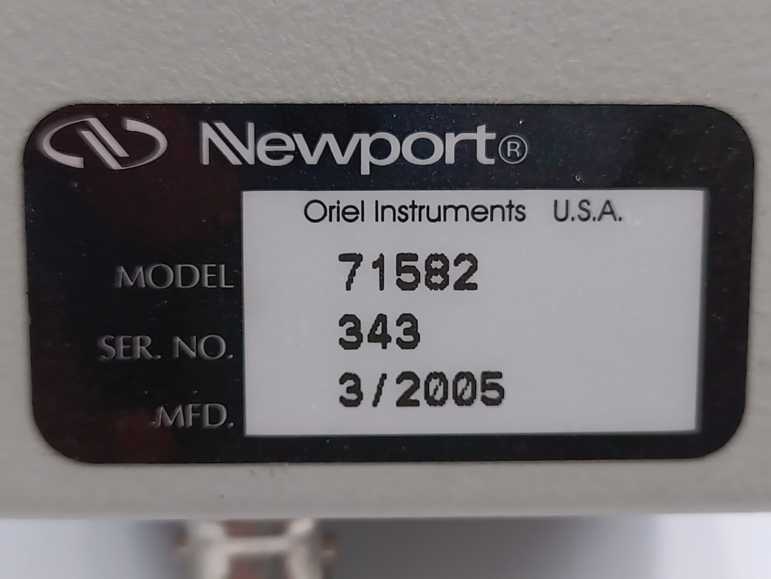 Newport®
Oriel Instruments U.S.A.
MODEL 71582
SER. NO. 343
MFD. 3/2005